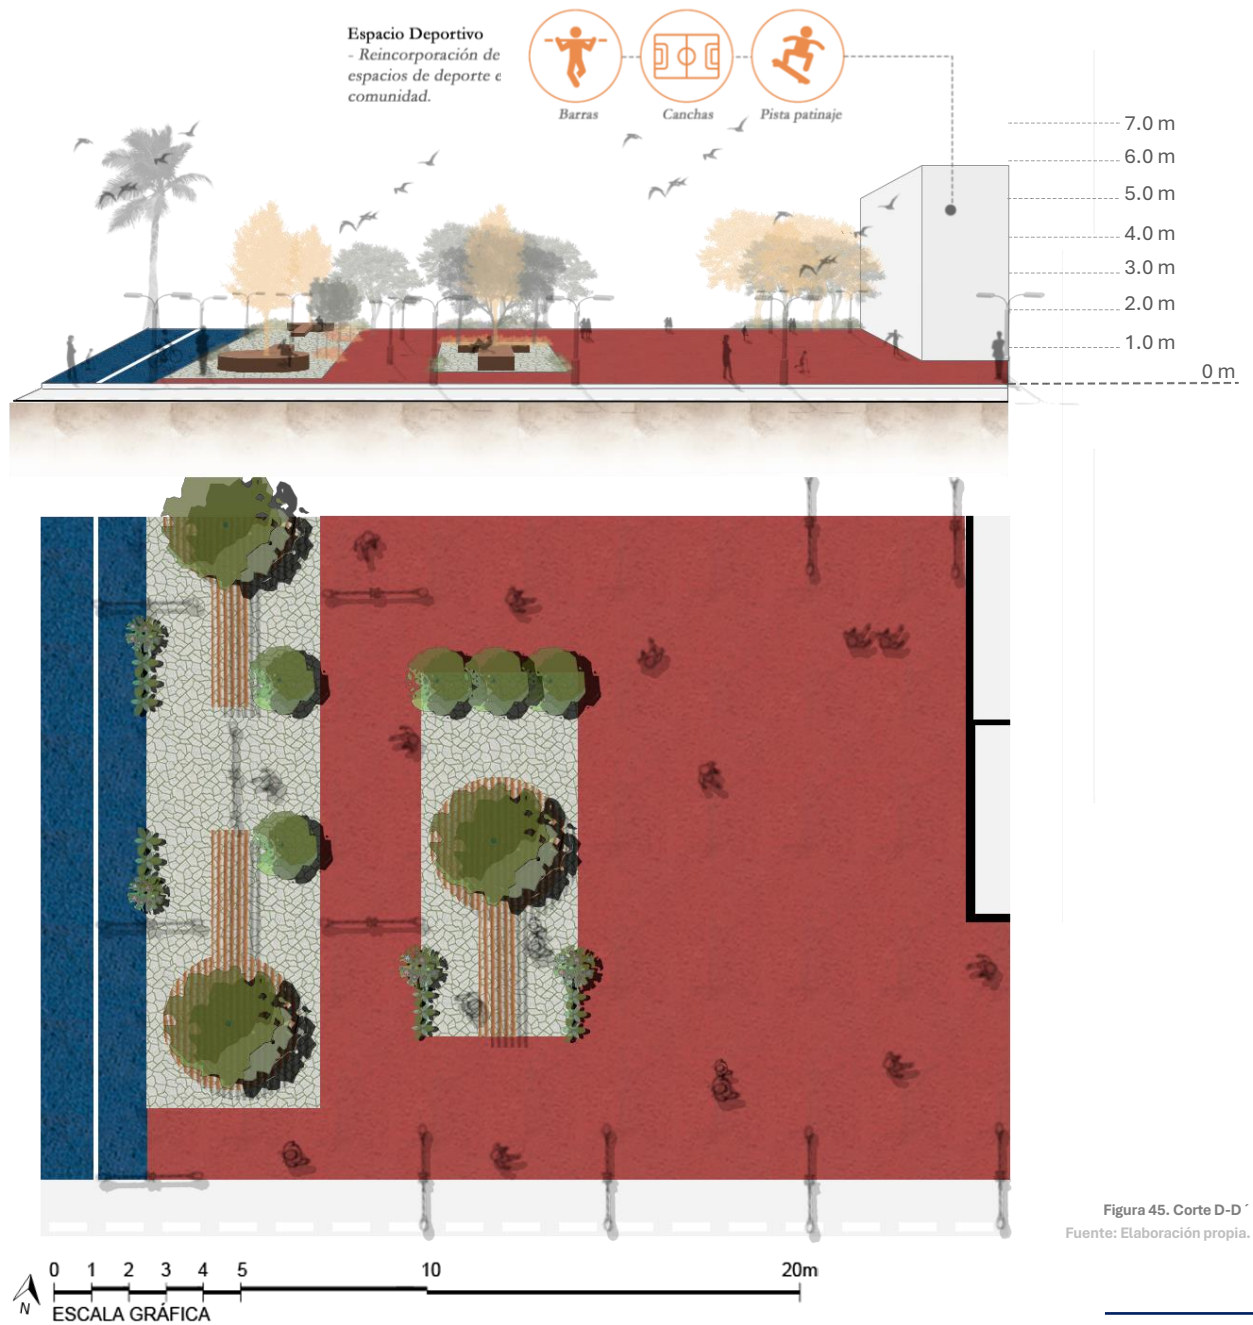 Espacio Deportivo
- Reincorporación de
espacios de deporte e
comunidad.
Barras
Canchas
Pista patinaje
7.0 m
6.0 m
5.0 m
4.0 m
3.0 m
2.0 m
1.0 m
0 m
Figura 45. Corte D-D ´
Fuente: Elaboración propia.
0 1 2 3 4 5 10 20m
N
ESCALA GRÁFICA